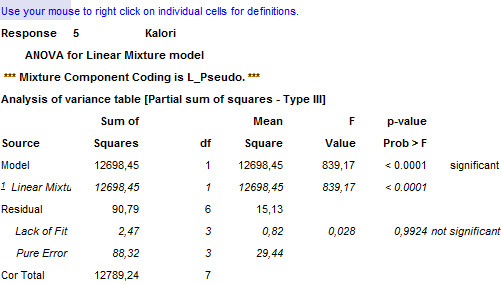 Use your mouse to right click on individual cells for definitions.
Response 5 Kalori
ANOVA for Linear Mixture model
*** Mixture Component Coding is L_Pseudo. ***
Analysis of variance table [Partial sum of squares - Type III]
Sum of Mean F p-value
Source Squares df Square Value Prob > F
Model 12698,45 1 12698,45 839,17 < 0.0001 significant
1 Linear Mixtu 12698,45 1 12698,45 839,17 < 0.0001
Residual 90,79 6 15,13
Lack of Fit 2,47 3 0,82 0,028 0,9924 not significant
Pure Error 88,32 3 29,44
Cor Total 12789,24 7